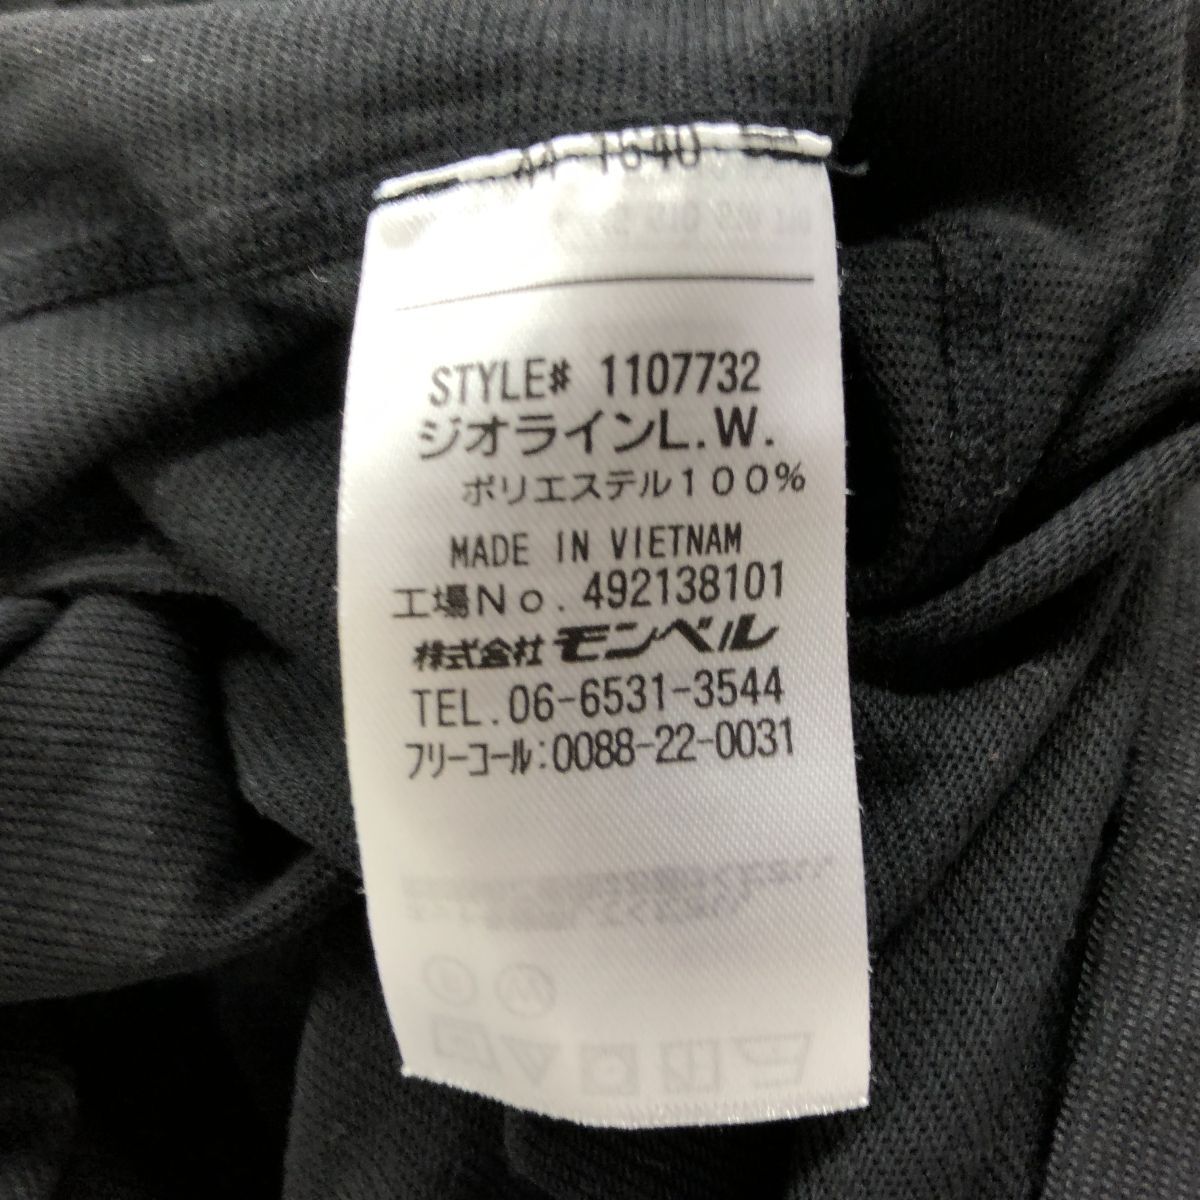 44-1640
STYLE# 1107732
ジオラインL.W.
ポリエステル100%
MADE IN VIETNAM
工場No.492138101
株式会社モンベル
TEL.06-6531-3544
フリーコール:0088-22-0031